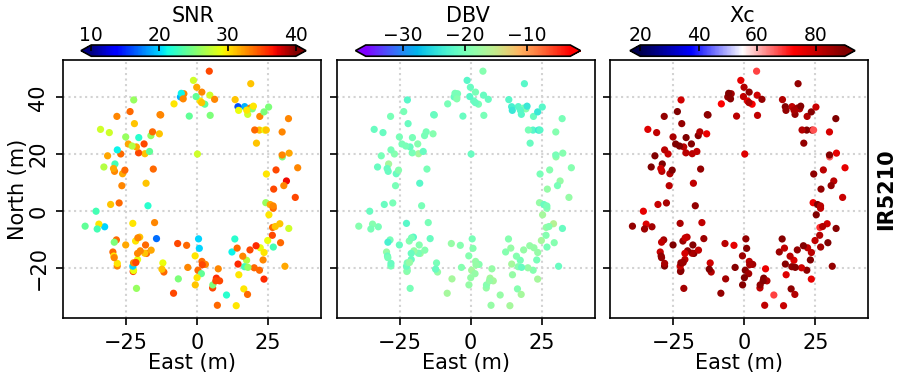 SNR DBV Xc
10 20 30 40 −30 −20 −10 20 40 60 80
40
20
0
−20
North (m)
IR5210
−25 0 25 −25 0 25 −25 0 25
East (m) East (m) East (m)